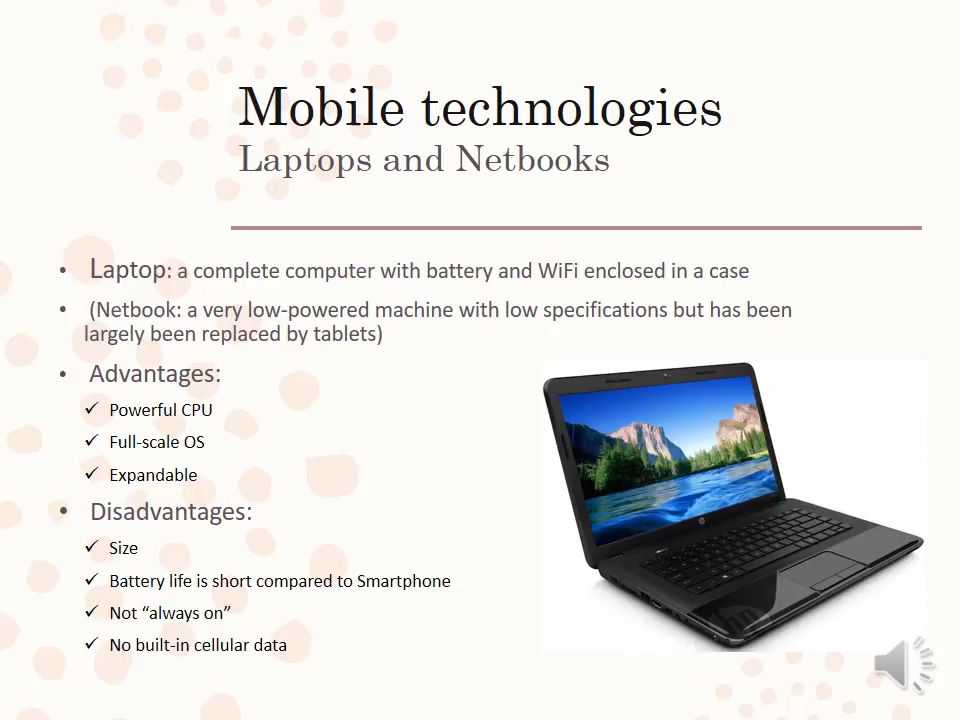 Mobile technologies
Laptops and Netbooks
• Laptop: a complete computer with battery and WiFi enclosed in a case
• (Netbook: a very low-powered machine with low specifications but has been
largely been replaced by tablets)
• Advantages:
✓ Powerful CPU
✓ Full-scale OS
✓ Expandable
• Disadvantages:
✓ Size
✓ Battery life is short compared to Smartphone
✓ Not “always on”
✓ No built-in cellular data
hp